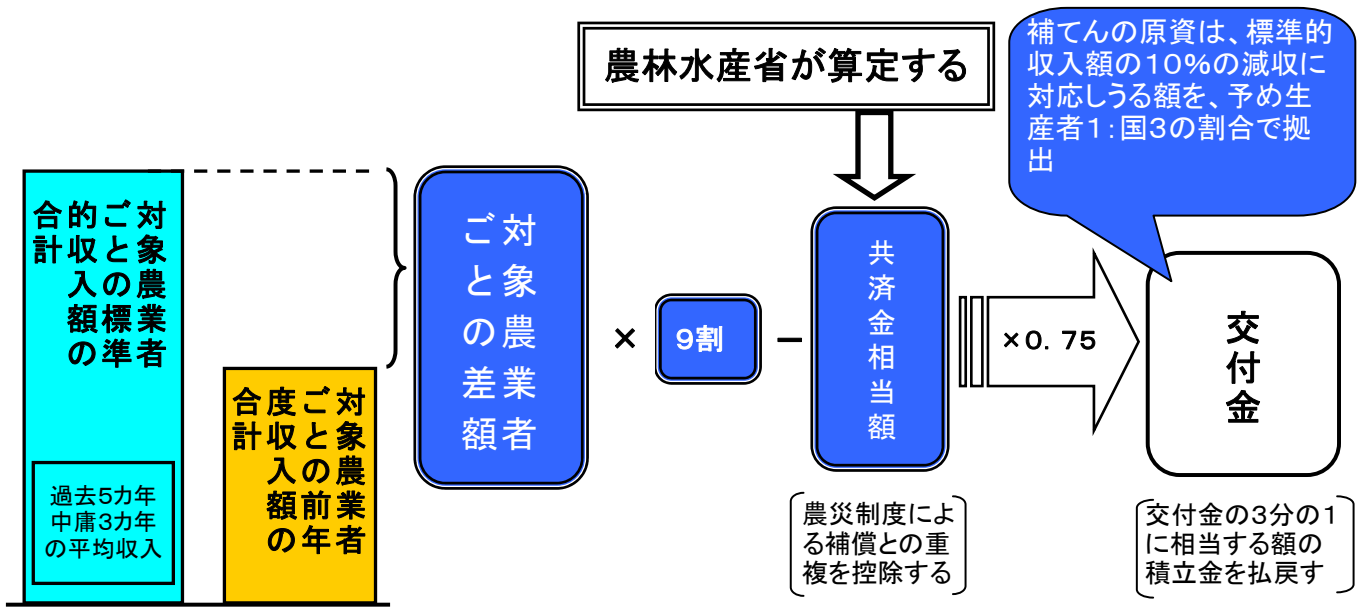 農林水産省が算定する
補てんの原資は、標準的
収入額の10%の減収に
対応しうる額を、予め生
産者1:国3の割合で拠
出
対象農業者
ごとの標準
的収入額の
合計
過去5カ年
中庸3カ年
の平均収入
対象農業者
ごとの前年
度収入額の
合計
対象農業者
ごとの差額
×
9割
－
共済金相当額
×0.75
交付金
農災制度によ
る補償との重
複を控除する
交付金の3分の1
に相当する額の
積立金を払戻す